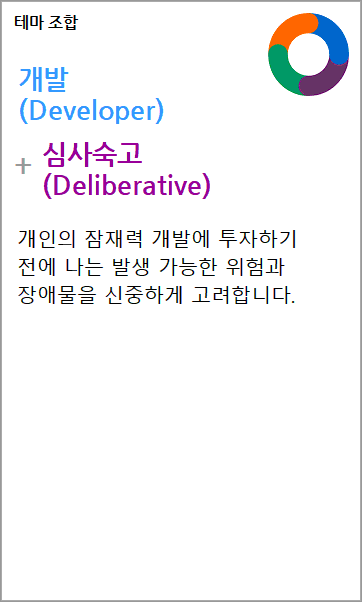 테마 조합
개발
(Developer)
+ 심사숙고
(Deliberative)
개인의 잠재력 개발에 투자하기
전에 나는 발생 가능한 위험과
장애물을 신중하게 고려합니다.